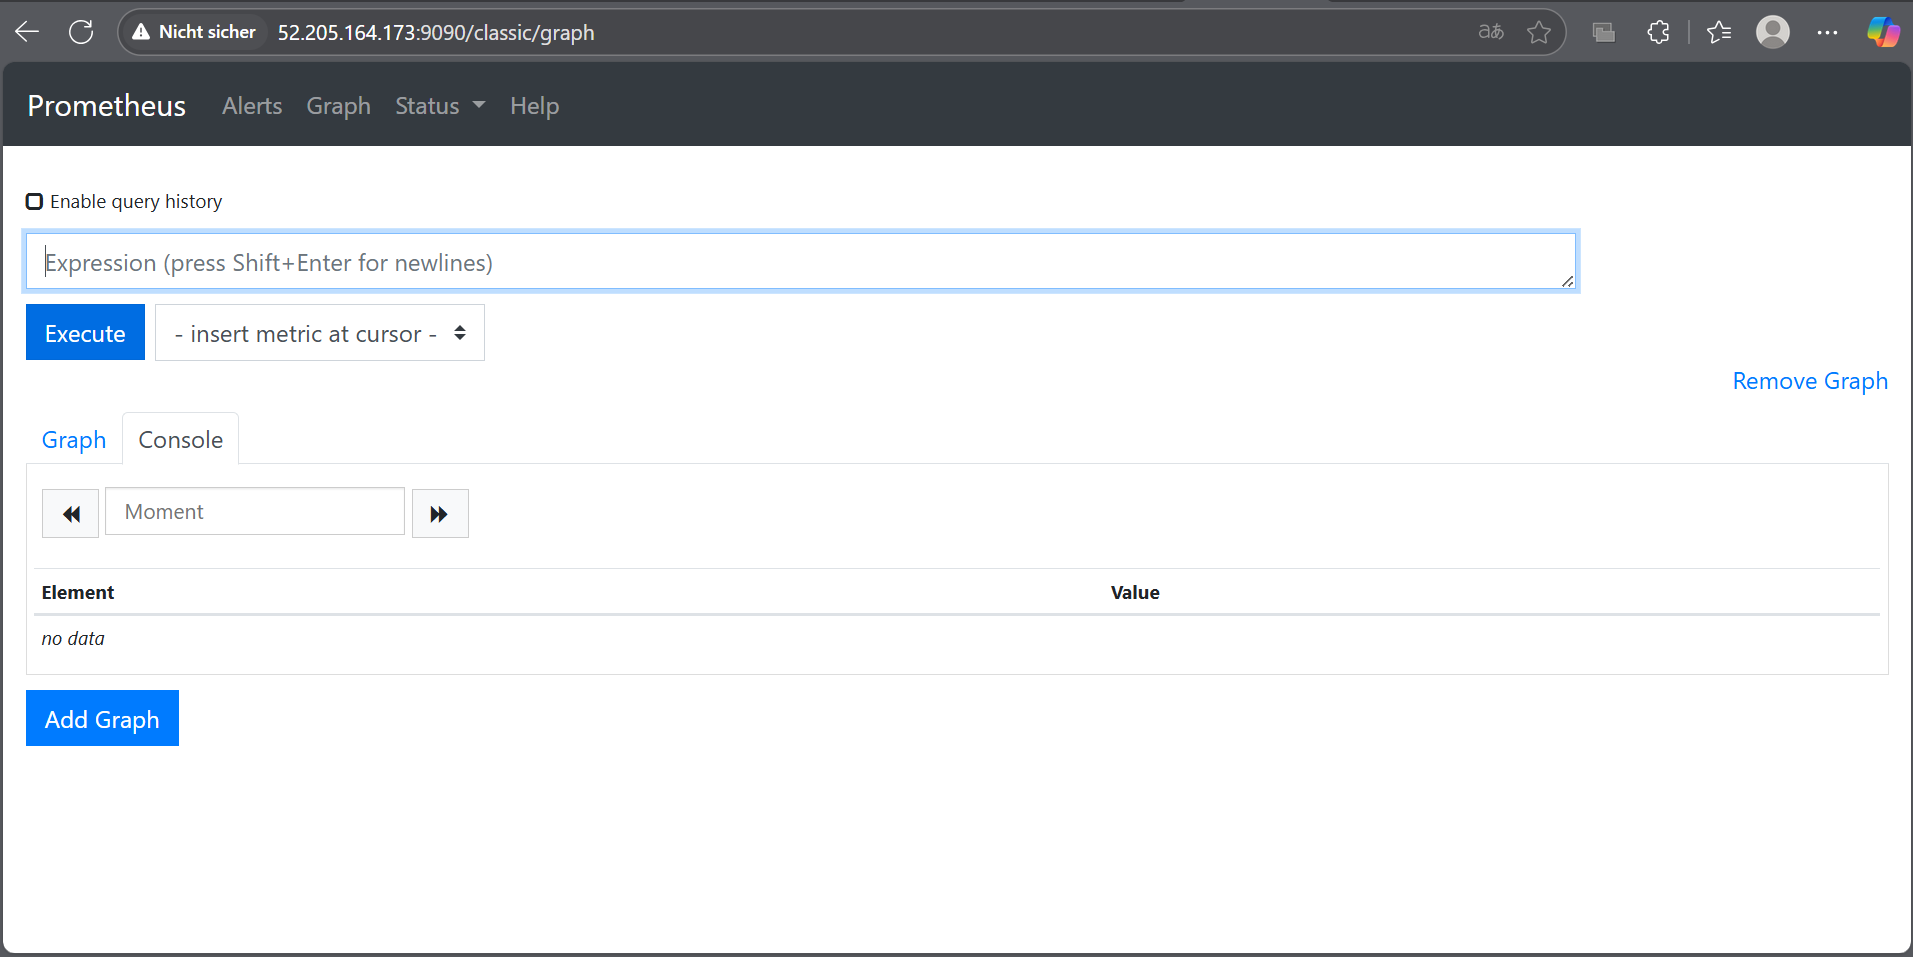 Nicht sicher 52.205.164.173:9090/classic/graph aあ
Prometheus Alerts Graph Status Help
Enable query history
Expression (press Shift+Enter for newlines)
Execute - insert metric at cursor -
Remove Graph
Graph Console
Moment
Element Value
no data
Add Graph